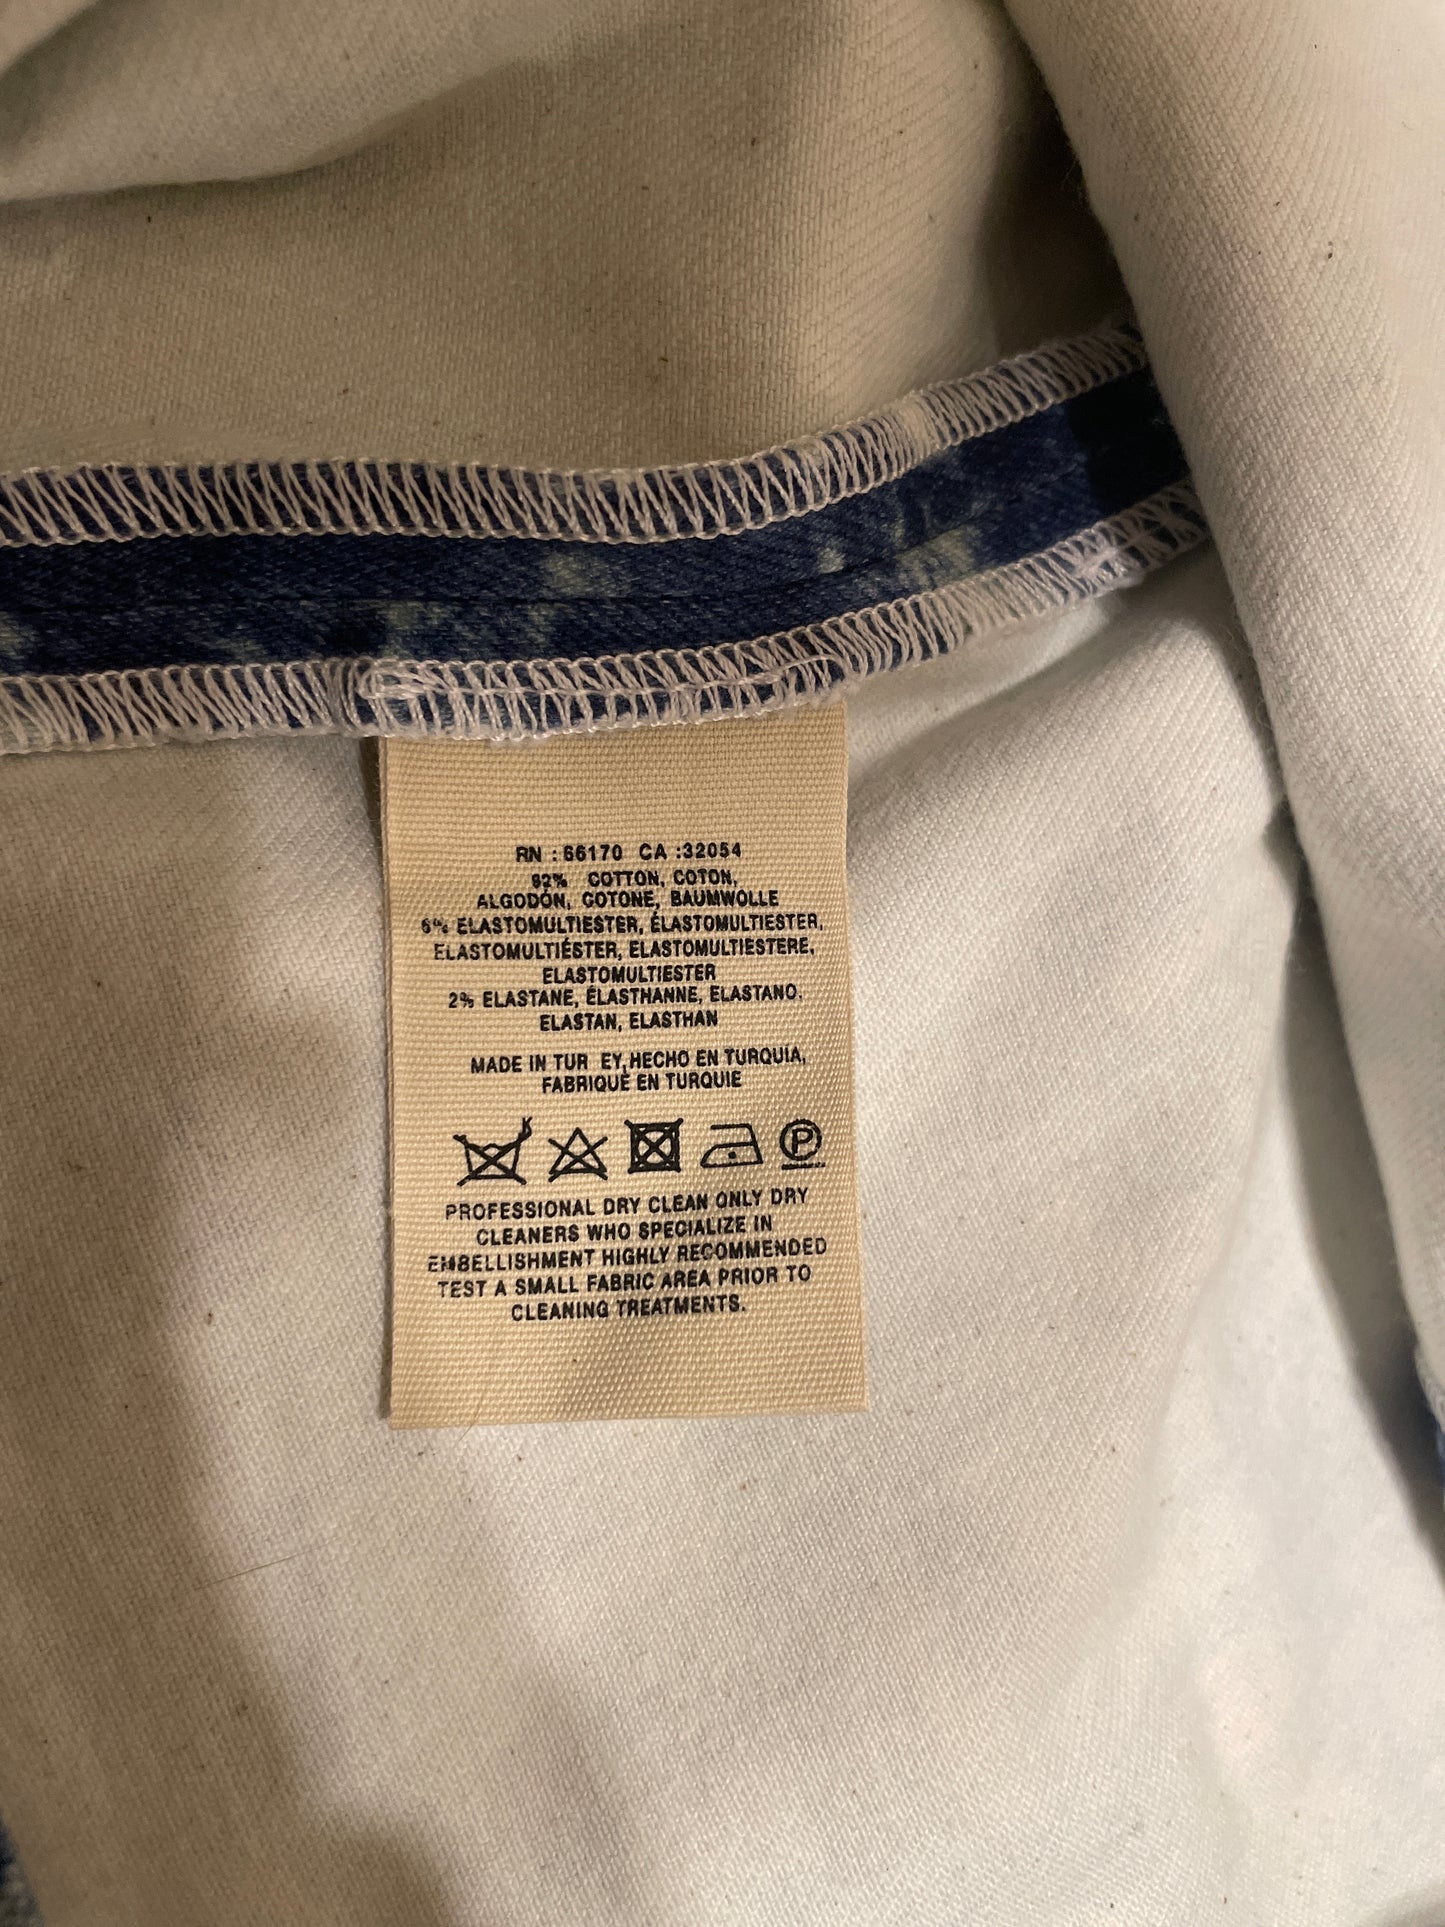 RN : 66170 CA :32054
92% COTTON, COTON,
ALGODÓN, COTONE, BAUMWOLLE
6% ELASTOMULTIESTER, ÉLASTOMULTIESTER,
ELASTOMULTIÉSTER, ELASTOMULTIESTERE,
ELASTOMULTIESTER
2% ELASTANE, ÉLASTHANNE, ELASTANO,
ELASTAN, ELASTHAN
MADE IN TUR EY,HECHO EN TURQUÍA,
FABRIQUÉ EN TURQUIE
P
PROFESSIONAL DRY CLEAN ONLY DRY
CLEANERS WHO SPECIALIZE IN
EMBELLISHMENT HIGHLY RECOMMENDED
TEST A SMALL FABRIC AREA PRIOR TO
CLEANING TREATMENTS.